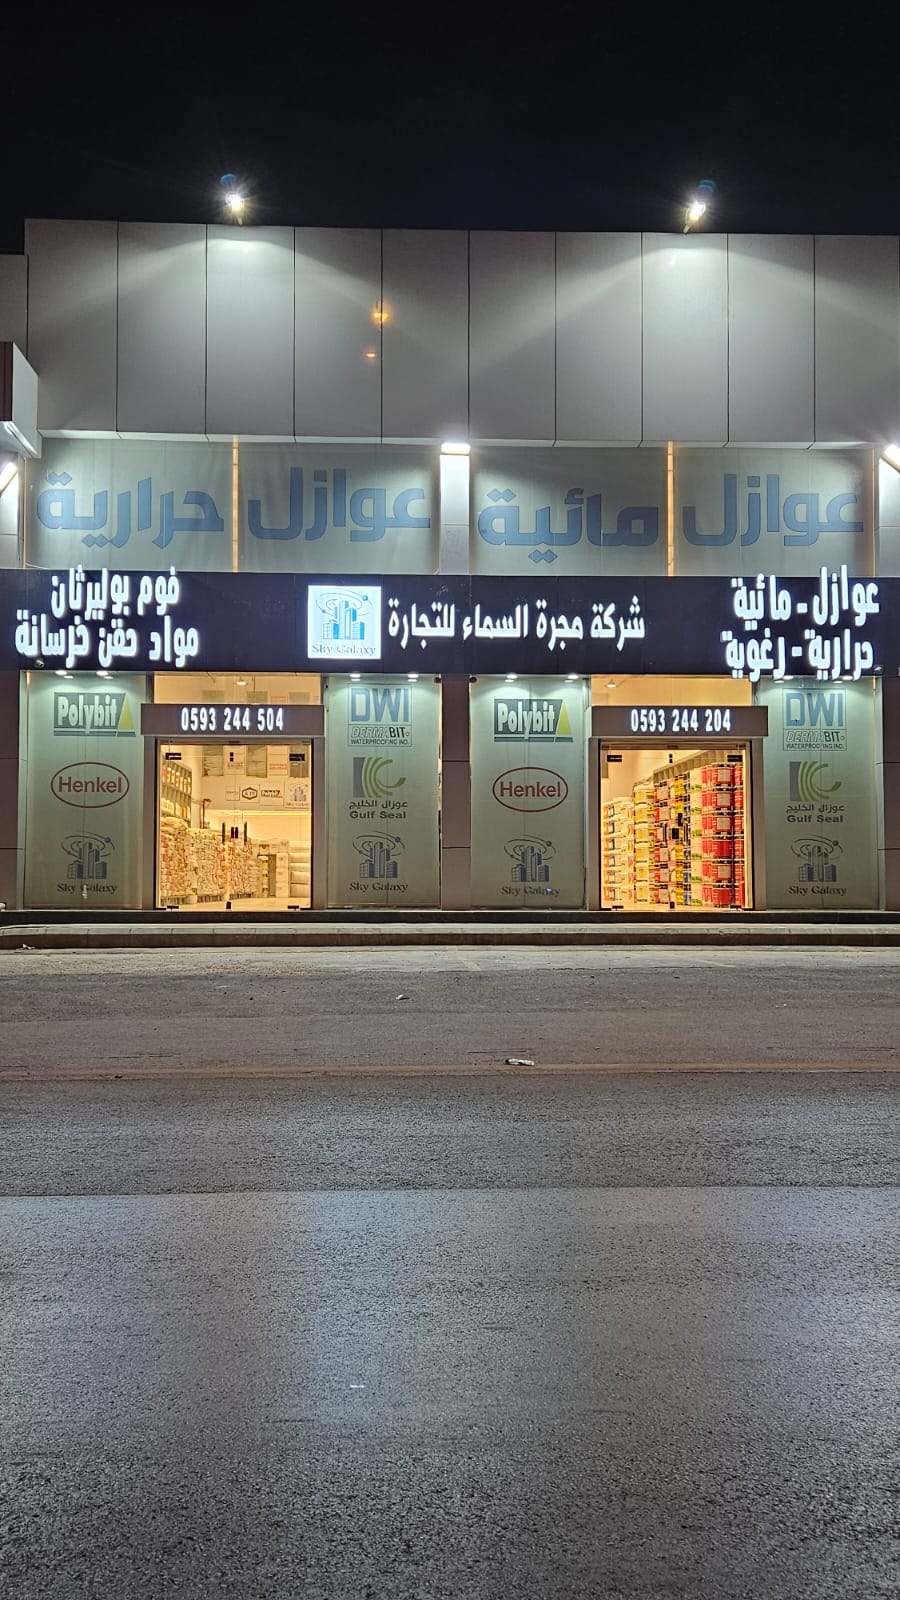 عوازل مائية
عوازل حرارية
عوازل - مائية
حرارية - رغوية
شركة مجرة السماء للتجارة
Sky Galaxy
فوم بوليرثان
مواد حقن خرسانة
Polybit
0593 244 504
DWI
DERMABIT
WATERPROOFING IND.
Henkel
عوازل الخليج
Gulf Seal
Sky Galaxy
Sky Galaxy
Polybit
0593 244 204
DWI
DERMABIT
WATERPROOFING IND.
Henkel
عوازل الخليج
Gulf Seal
Sky Galaxy
Sky Galaxy